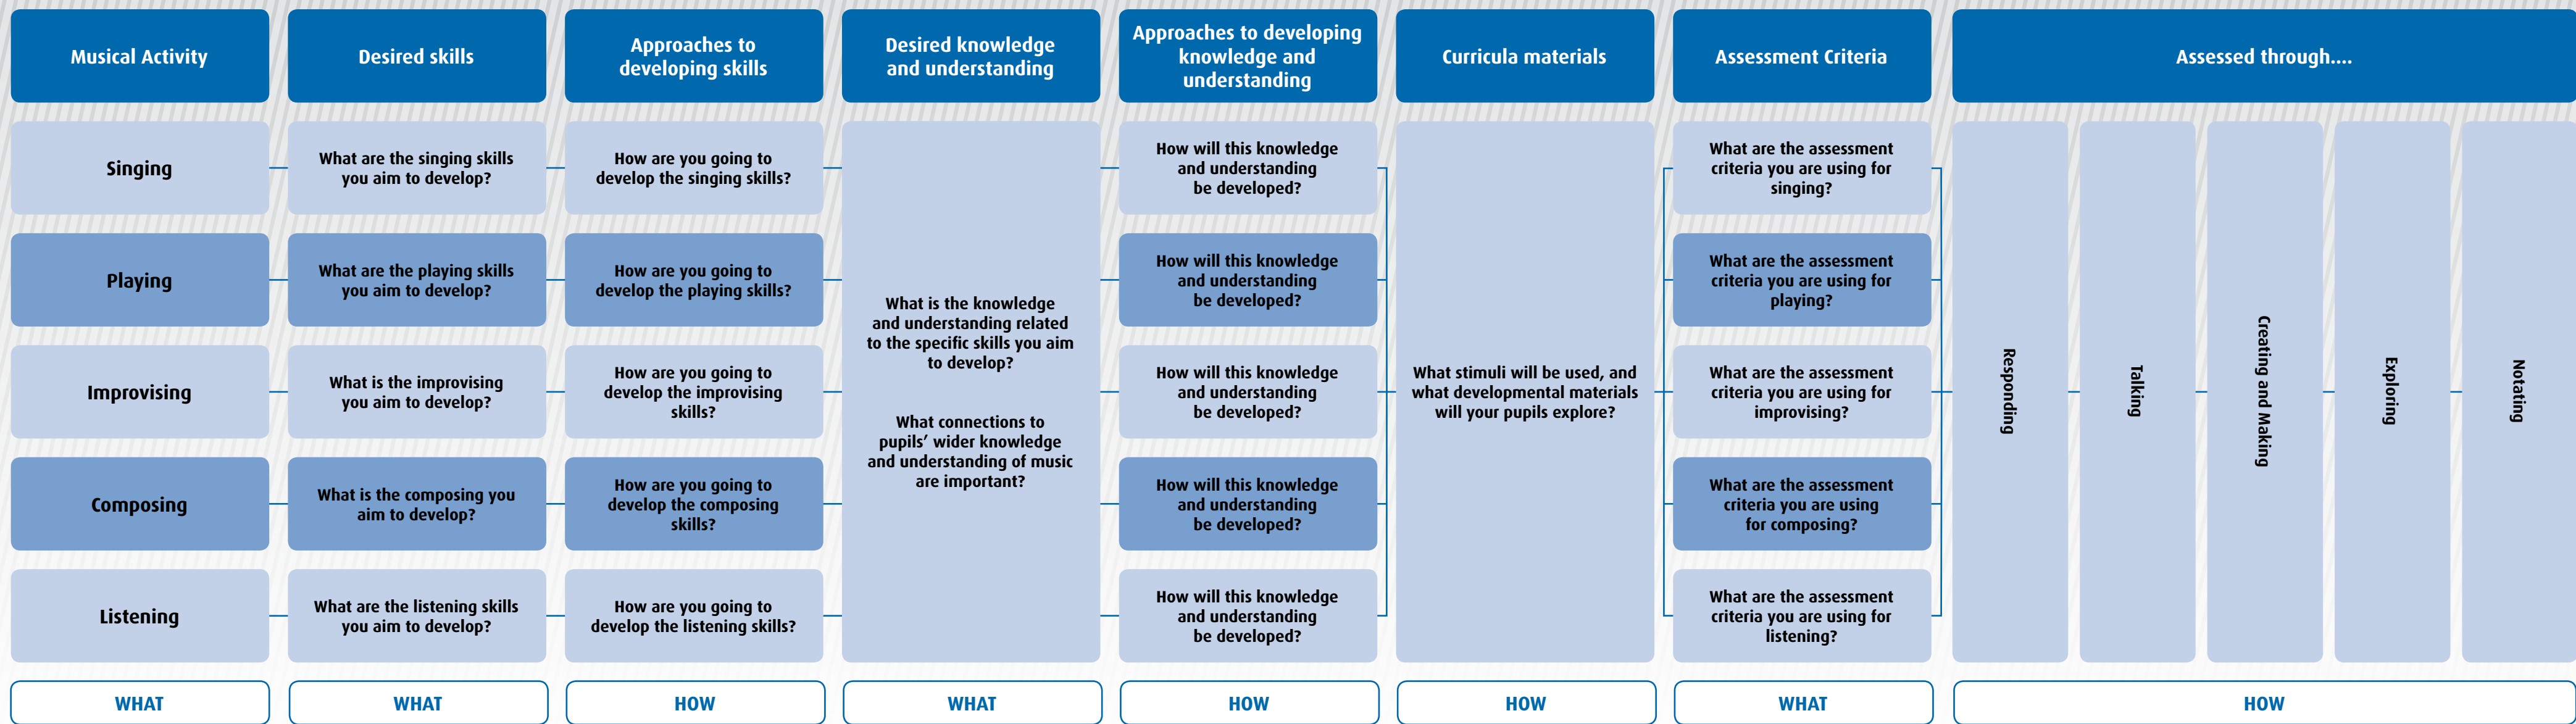 Musical Activity
Desired skills
Approaches to
developing skills
Desired knowledge
and understanding
Approaches to developing
knowledge and
understanding
Curricula materials
Assessment Criteria
Assessed through....
Singing
What are the singing skills
you aim to develop?
How are you going to
develop the singing skills?
Playing
What are the playing skills
you aim to develop?
How are you going to
develop the playing skills?
Improvising
What is the improvising
you aim to develop?
How are you going to
develop the improvising
skills?
Composing
What is the composing you
aim to develop?
How are you going to
develop the composing
skills?
Listening
What are the listening skills
you aim to develop?
How are you going to
develop the listening skills?
What is the knowledge
and understanding related
to the specific skills you aim
to develop?
What connections to
pupils’ wider knowledge
and understanding of music
are important?
How will this knowledge
and understanding
be developed?
How will this knowledge
and understanding
be developed?
How will this knowledge
and understanding
be developed?
How will this knowledge
and understanding
be developed?
How will this knowledge
and understanding
be developed?
What stimuli will be used, and
what developmental materials
will your pupils explore?
What are the assessment
criteria you are using for
singing?
What are the assessment
criteria you are using for
playing?
What are the assessment
criteria you are using for
improvising?
What are the assessment
criteria you are using
for composing?
What are the assessment
criteria you are using for
listening?
Responding
Talking
Creating and Making
Exploring
Notating
WHAT
WHAT
HOW
WHAT
HOW
HOW
WHAT
HOW